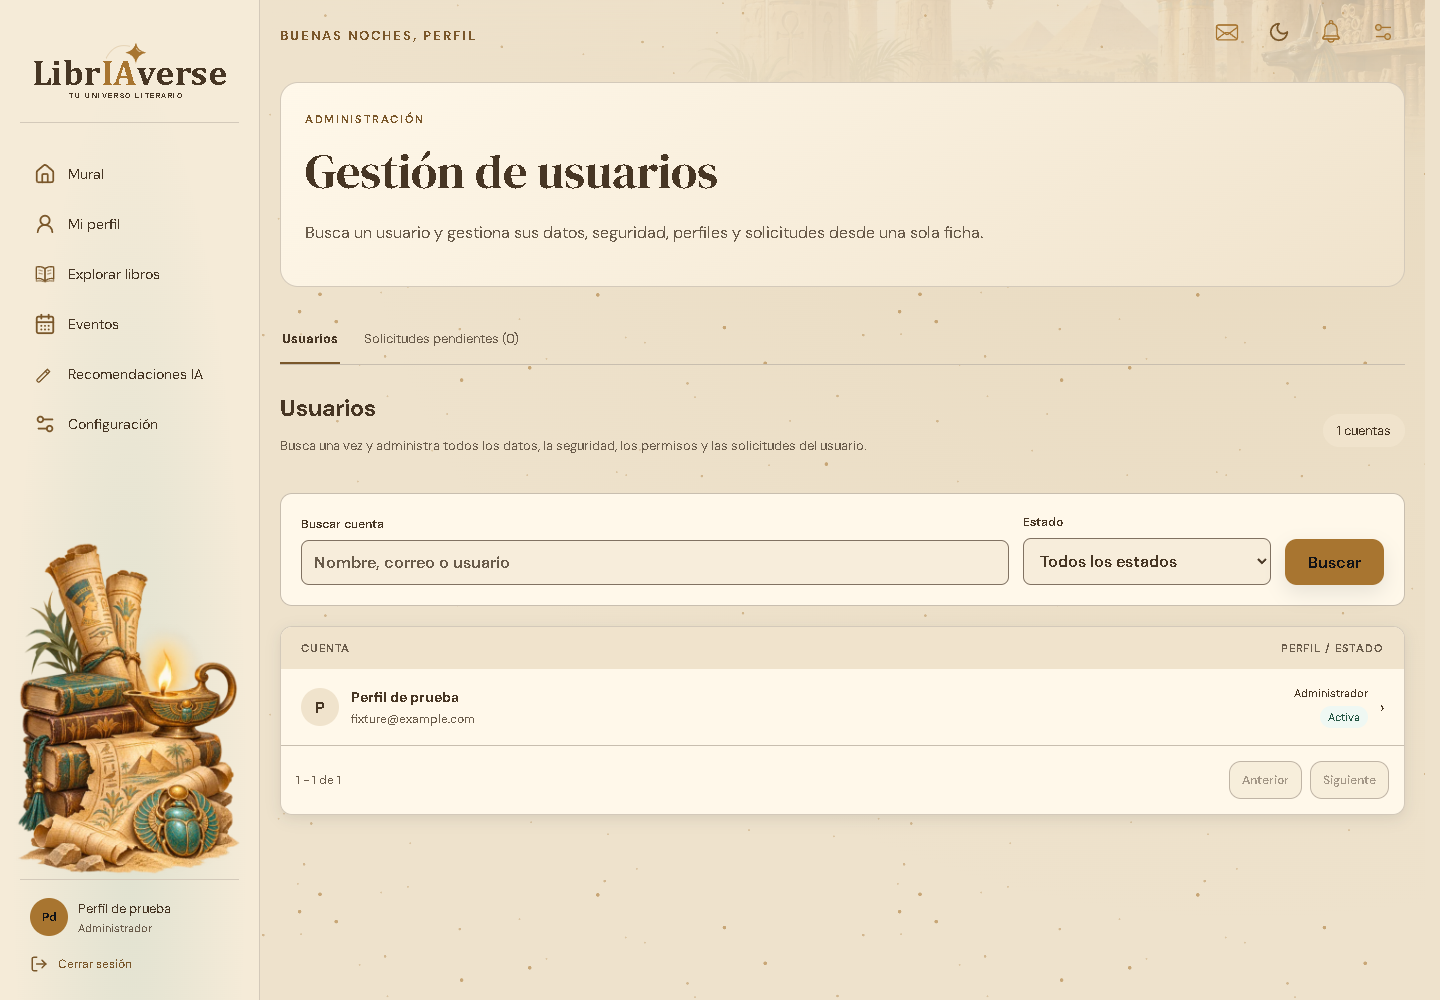 LibrIAverse
TU UNIVERSO LITERARIO
Mural
Mi perfil
Explorar libros
Eventos
Recomendaciones IA
Configuración
Perfil de prueba
Pd
Administrador
Cerrar sesión
BUENAS NOCHES, PERFIL
ADMINISTRACIÓN
Gestión de usuarios
Busca un usuario y gestiona sus datos, seguridad, perfiles y solicitudes desde una sola ficha.
Usuarios Solicitudes pendientes (0)
Usuarios
Busca una vez y administra todos los datos, la seguridad, los permisos y las solicitudes del usuario.
1 cuentas
Buscar cuenta
Nombre, correo o usuario
Estado
Todos los estados
Buscar
CUENTA PERFIL / ESTADO
P
Perfil de prueba
fixture@example.com
Administrador
Activa
›
1–1 de 1
Anterior Siguiente